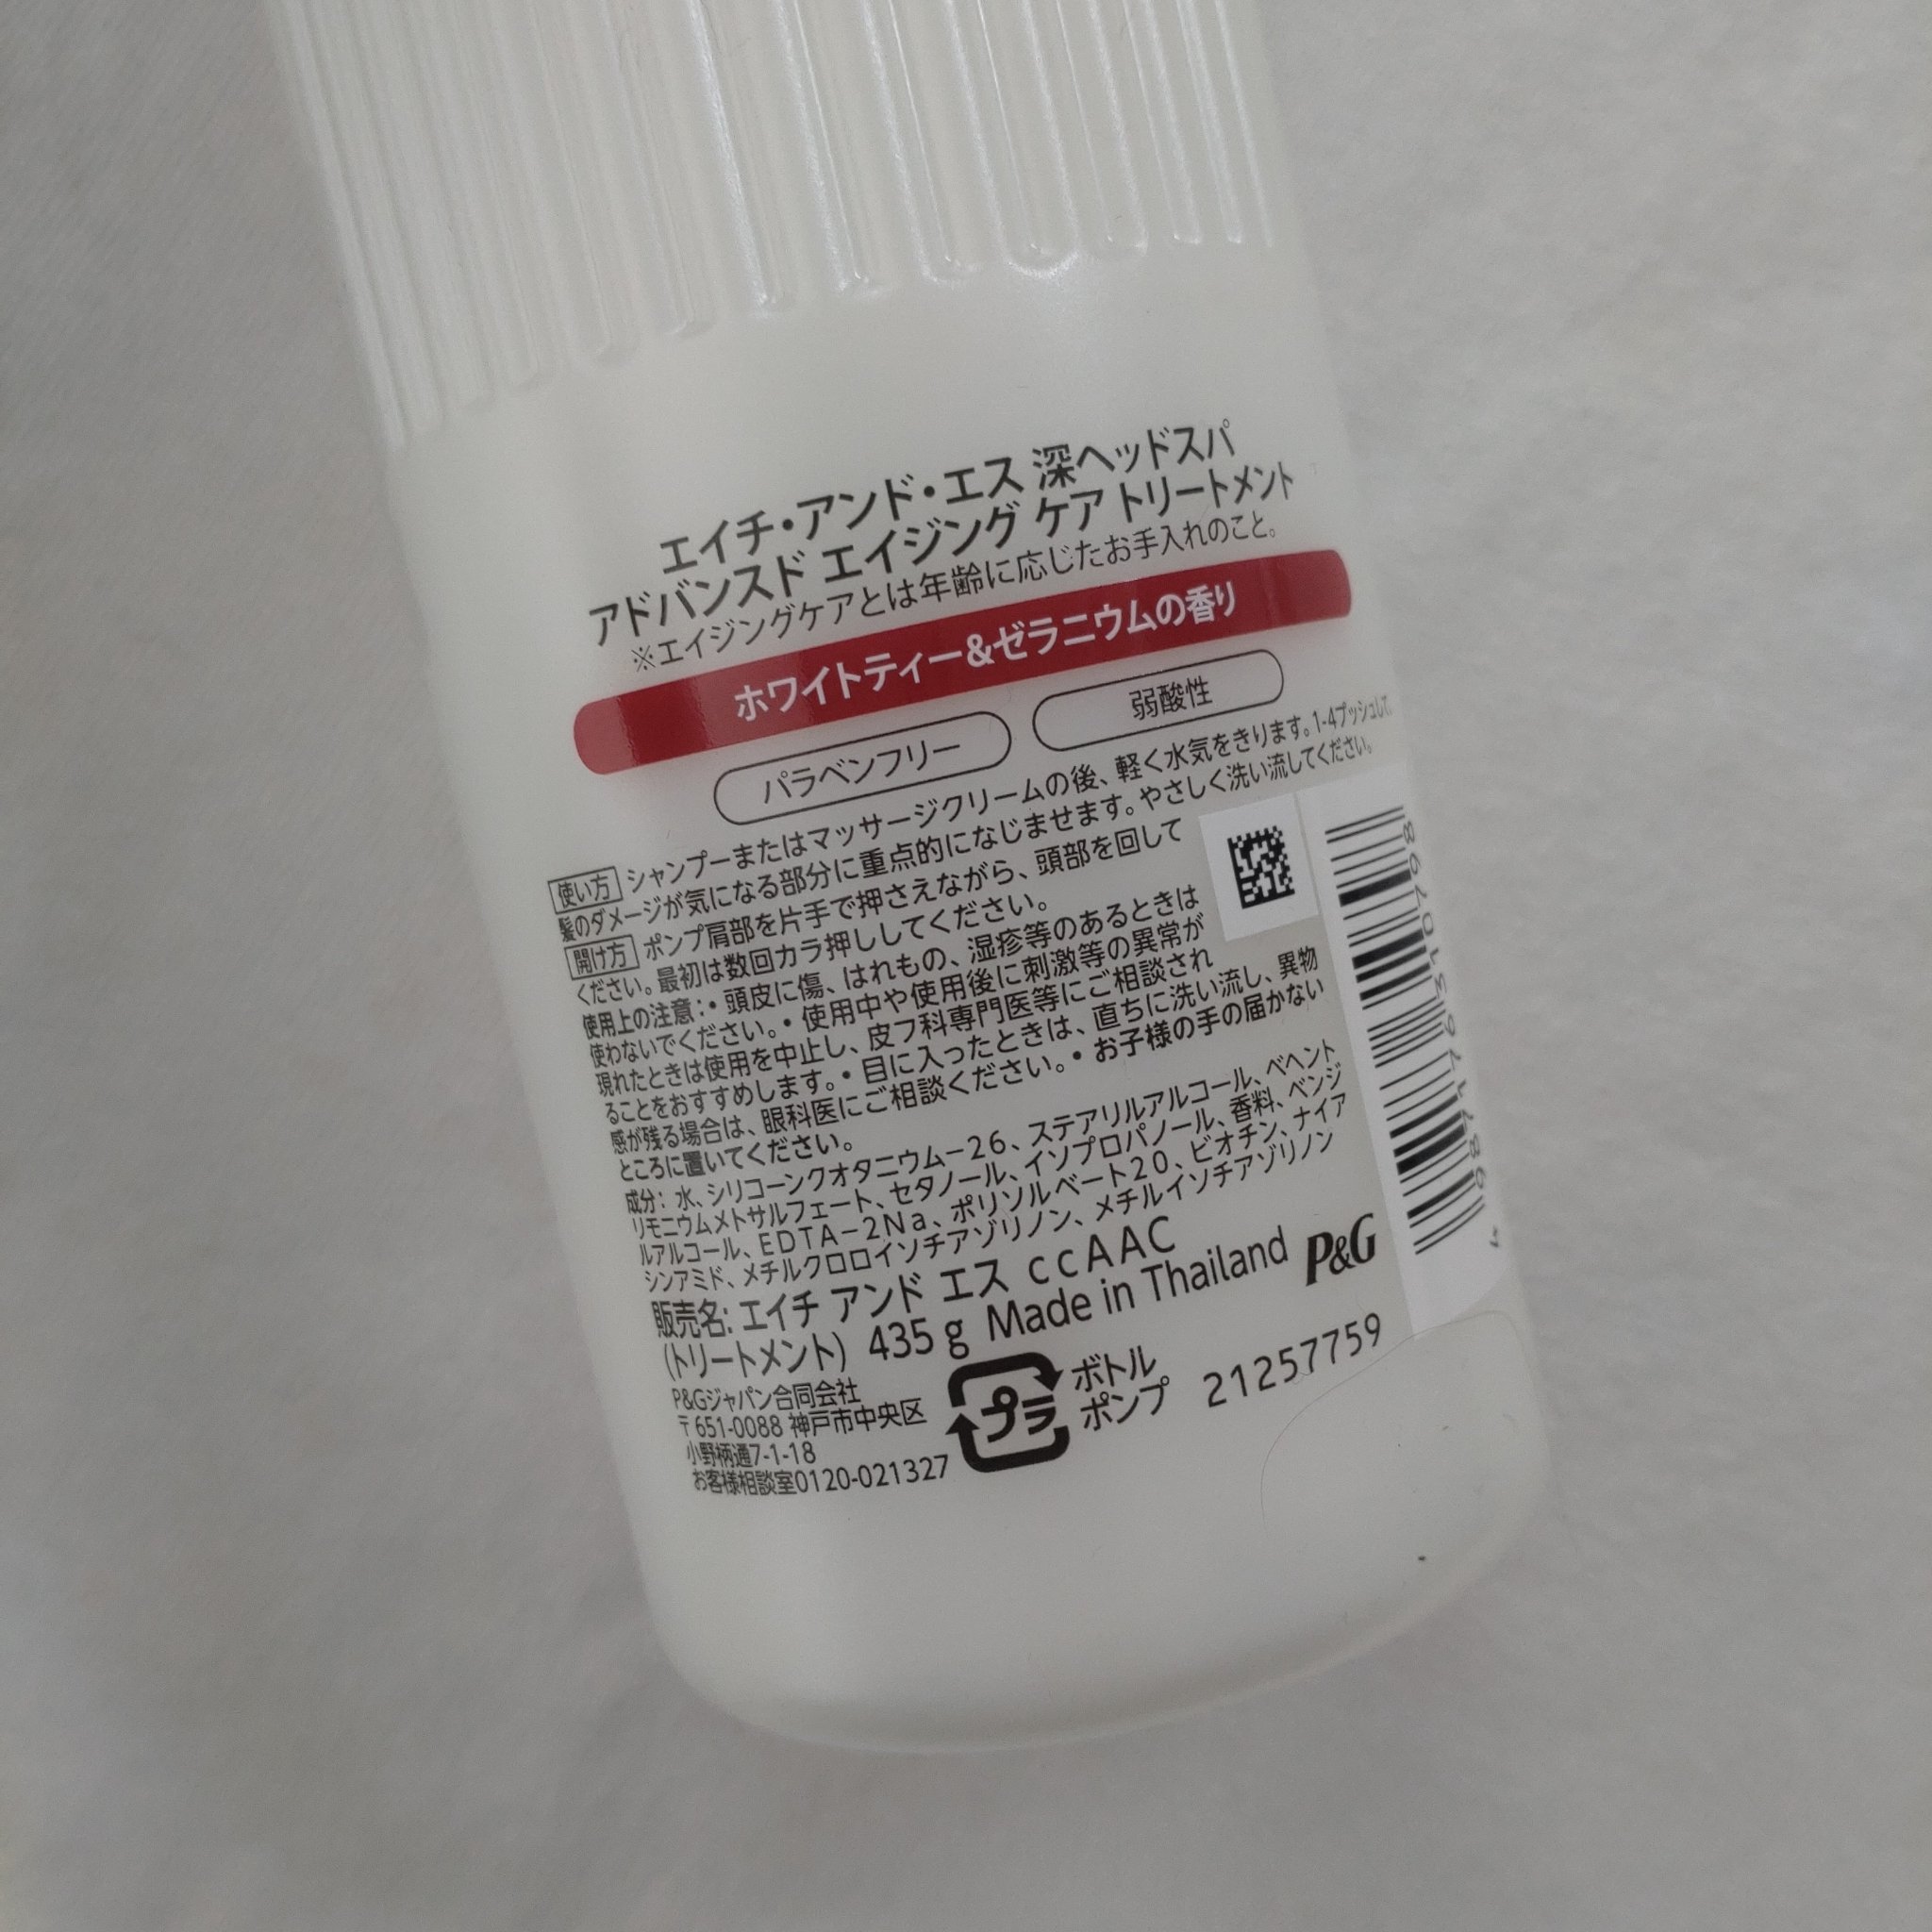 エイチ・アンド・エス 深ヘッドスパ
アドバンスド エイジング ケア トリートメント
※エイジングケアとは年齢に応じたお手入れのこと。
ホワイトティー&ゼラニウムの香り
パラベンフリー
弱酸性
使い方 シャンプーまたはマッサージクリームの後、軽く水気をきります。1-4プッシュして、
髪のダメージが気になる部分に重点的になじませます。やさしく洗い流してください。
開け方 ポンプ肩部を片手で押さえながら、頭部を回して
ください。最初は数回カラ押ししてください。
使用上の注意:・頭皮に傷、はれもの、湿疹等のあるときは
使わないでください。・使用中や使用後に刺激等の異常が
現れたときは使用を中止し、皮フ科専門医等にご相談され
ることをおすすめします。・目に入ったときは、直ちに洗い流し、異物
感が残る場合は、眼科医にご相談ください。・お子様の手の届かない
ところに置いてください。
成分:水、シリコーンクオタニウム−26、ステアリルアルコール、ベヘント
リモニウムメトサルフェート、セタノール、イソプロパノール、香料、ベンジ
ルアルコール、EDTA−2Na、ポリソルベート20、ビオチン、ナイア
シンアミド、メチルクロロイソチアゾリノン、メチルイソチアゾリノン
販売名:エイチ アンド エス ccAAC
(トリートメント) 435g Made in Thailand P&G
P&Gジャパン合同会社
〒651-0088 神戸市中央区
小野柄通7-1-18
お客様相談室0120-021327
プラ
ボトル
ポンプ
21257759